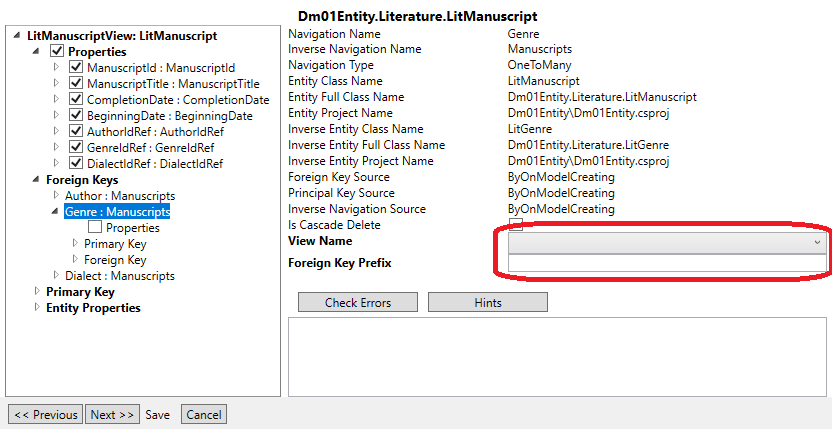 Dm01Entity.Literature.LitManuscript
LitManuscriptView: LitManuscript
Properties
ManuscriptId : ManuscriptId
ManuscriptTitle : ManuscriptTitle
CompletionDate : CompletionDate
BeginningDate : BeginningDate
AuthorIdRef : AuthorIdRef
GenreIdRef : GenreIdRef
DialectIdRef : DialectIdRef
Foreign Keys
Author : Manuscripts
Genre : Manuscripts
Properties
Primary Key
Foreign Key
Dialect : Manuscripts
Primary Key
Entity Properties
Navigation Name Genre
Inverse Navigation Name Manuscripts
Navigation Type OneToMany
Entity Class Name LitManuscript
Entity Full Class Name Dm01Entity.Literature.LitManuscript
Entity Project Name Dm01Entity\Dm01Entity.csproj
Inverse Entity Class Name LitGenre
Inverse Entity Full Class Name Dm01Entity.Literature.LitGenre
Inverse Entity Project Name Dm01Entity\Dm01Entity.csproj
Foreign Key Source ByOnModelCreating
Principal Key Source ByOnModelCreating
Inverse Navigation Source ByOnModelCreating
Is Cascade Delete
View Name
Foreign Key Prefix
Check Errors Hints
<< Previous Next >> Save Cancel